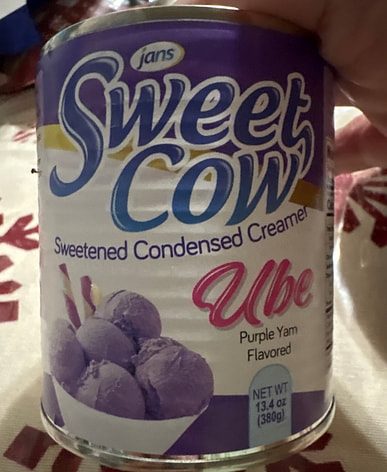 jans
Sweet
Cow
Sweetened Condensed Creamer
Ube
Purple Yam
Flavored
NET WT
13.4 oz
(380g)